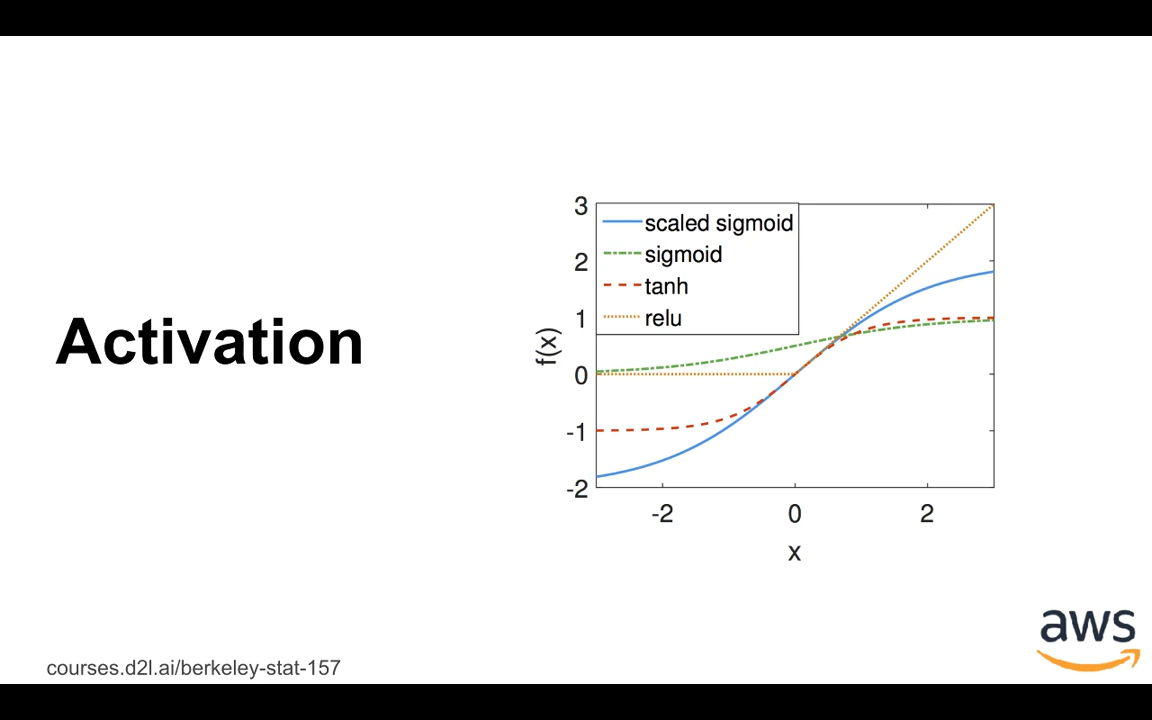 Activation
3
2
1
0
-1
-2
f(x)
scaled sigmoid
sigmoid
tanh
relu
-2
0
2
x
aws
courses.d2l.ai/berkeley-stat-157